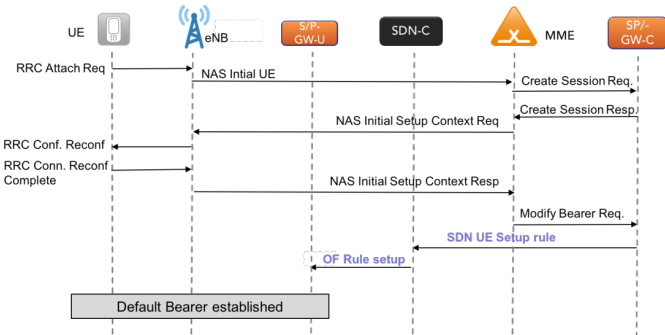 UE
eNB
S/P-
GW-U
SDN-C
MME
SP/-
GW-C
RRC Attach Req
NAS Intial UE
Create Session Req.
Create Session Resp.
NAS Initial Setup Context Req
RRC Conf. Reconf
RRC Conn. Reconf
Complete
NAS Initial Setup Context Resp
Modify Bearer Req.
SDN UE Setup rule
OF Rule setup
Default Bearer established